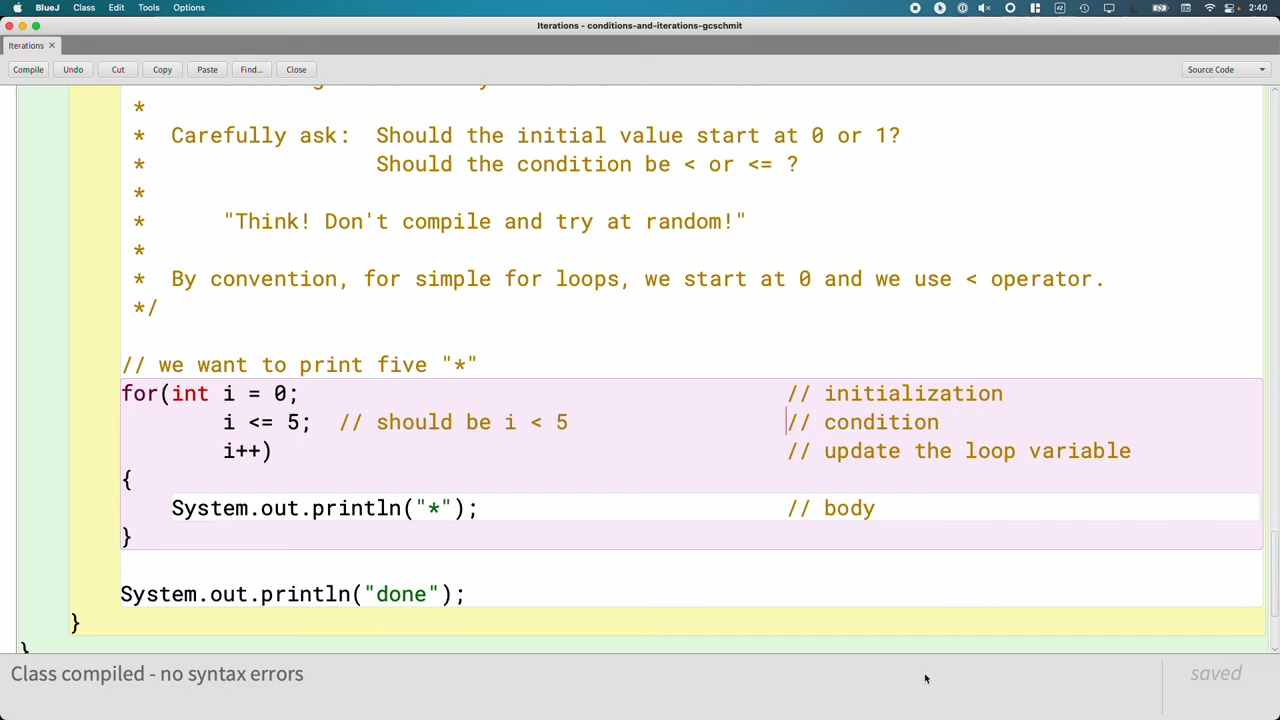 BlueJ Class Edit Tools Options 2:40
Iterations - conditions-and-iterations-gcschmit
Iterations ×
Compile Undo Cut Copy Paste Find... Close Source Code
*
* Carefully ask: Should the initial value start at 0 or 1?
* Should the condition be < or <= ?
*
* "Think! Don't compile and try at random!"
*
* By convention, for simple for loops, we start at 0 and we use < operator.
*/
// we want to print five "*"
for(int i = 0; // initialization
i <= 5; // should be i < 5 // condition
i++) // update the loop variable
{
System.out.println("*"); // body
}
System.out.println("done");
}
}
Class compiled - no syntax errors
saved